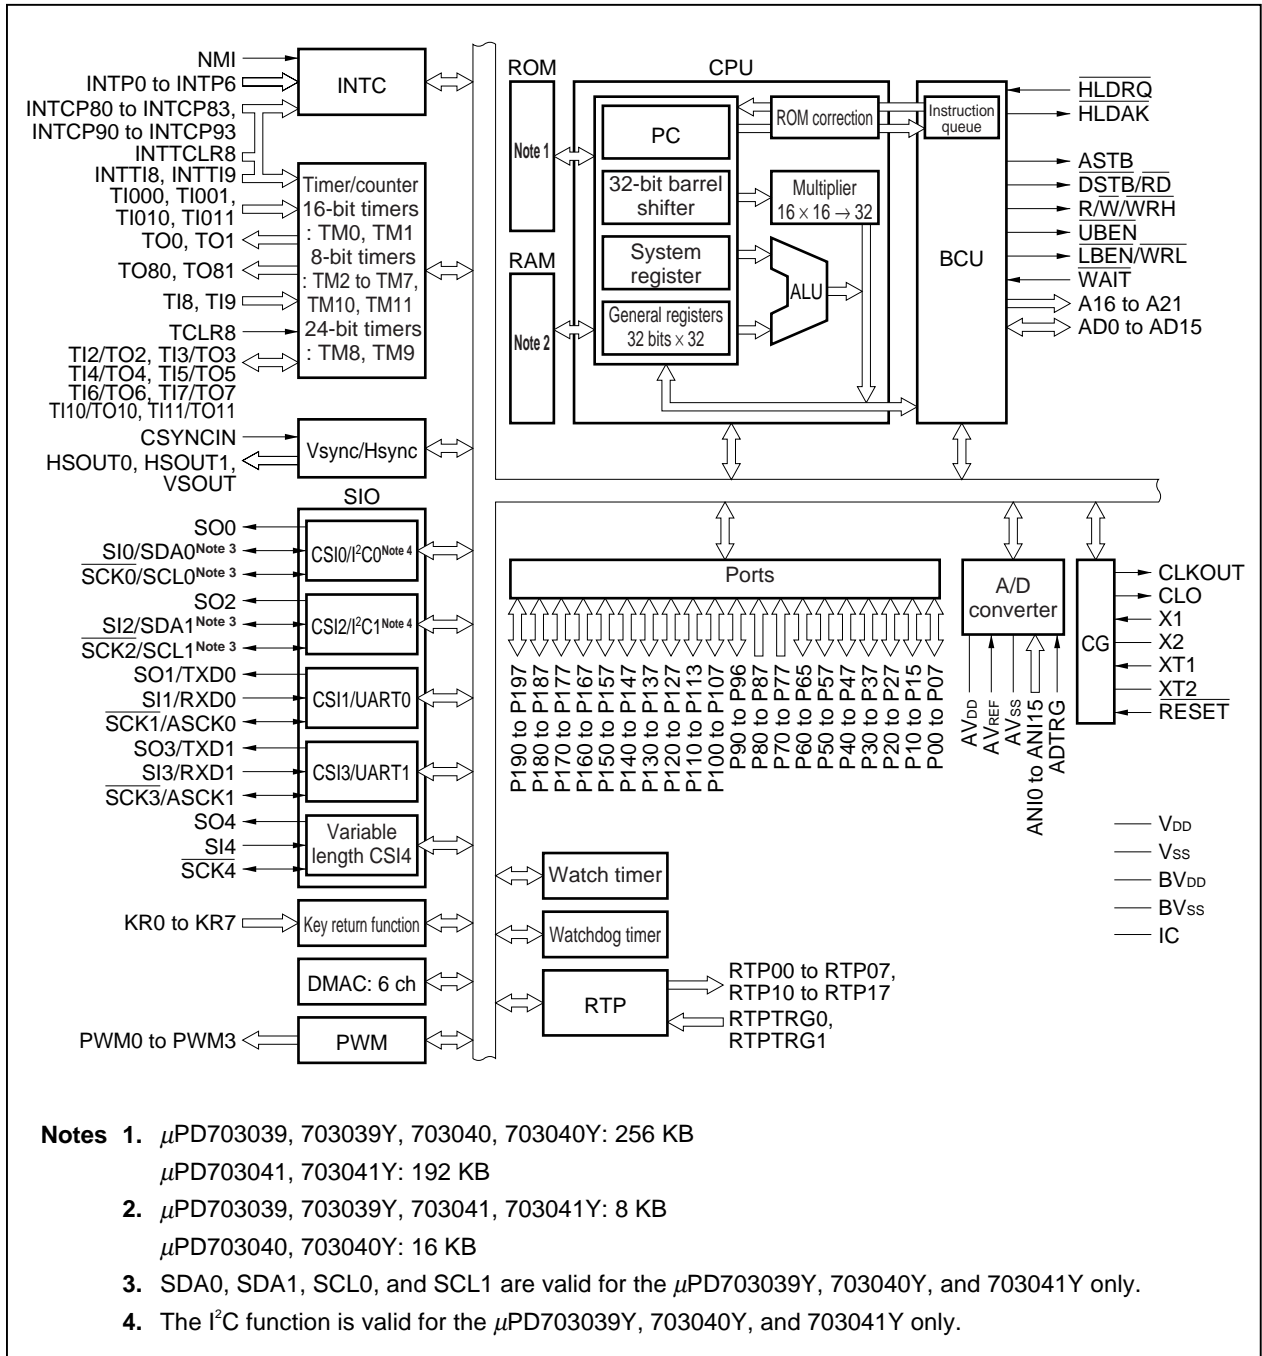 NMI
INTP0 to INTP6
INTCP80 to INTCP83,
INTCP90 to INTCP93
INTTCLR8
INTTI8, INTTI9
TI000, TI001,
TI010, TI011
TO0, TO1
TO80, TO81
TI8, TI9
TCLR8
TI2/TO2, TI3/TO3
TI4/TO4, TI5/TO5
TI6/TO6, TI7/TO7
TI10/TO10, TI11/TO11
CSYNCIN
HSOUT0, HSOUT1,
VSOUT
INTC
Timer/counter
16-bit timers
: TM0, TM1
8-bit timers
: TM2 to TM7,
TM10, TM11
24-bit timers
: TM8, TM9
Vsync/Hsync
SIO
SO0
SI0/SDA0Note 3
SCK0/SCL0Note 3
CSI0/I²C0Note 4
SO2
SI2/SDA1Note 3
SCK2/SCL1Note 3
CSI2/I²C1Note 4
SO1/TXD0
SI1/RXD0
SCK1/ASCK0
CSI1/UART0
SO3/TXD1
SI3/RXD1
SCK3/ASCK1
CSI3/UART1
SO4
SI4
SCK4
Variable
length CSI4
KR0 to KR7
Key return function
DMAC: 6 ch
PWM0 to PWM3
PWM
ROM
Note 1
RAM
Note 2
CPU
PC
32-bit barrel
shifter
System
register
General registers
32 bits × 32
ROM correction
Multiplier
16 × 16 → 32
ALU
Instruction
queue
BCU
HLDRQ
HLDAK
ASTB
DSTB/RD
R/W/WRH
UBEN
LBEN/WRL
WAIT
A16 to A21
AD0 to AD15
Ports
P190 to P197
P180 to P187
P170 to P177
P160 to P167
P150 to P157
P140 to P147
P130 to P137
P120 to P127
P110 to P113
P100 to P107
P90 to P96
P80 to P87
P70 to P77
P60 to P65
P50 to P57
P40 to P47
P30 to P37
P20 to P27
P10 to P15
P00 to P07
A/D
converter
AVDD
AVREF
AVSS
ANI0 to ANI15
ADTRG
CG
CLKOUT
CLO
X1
X2
XT1
XT2
RESET
VDD
VSS
BVDD
BVSS
IC
Watch timer
Watchdog timer
RTP
RTP00 to RTP07,
RTP10 to RTP17
RTPTRG0,
RTPTRG1
Notes 1. μPD703039, 703039Y, 703040, 703040Y: 256 KB
μPD703041, 703041Y: 192 KB
2. μPD703039, 703039Y, 703041, 703041Y: 8 KB
μPD703040, 703040Y: 16 KB
3. SDA0, SDA1, SCL0, and SCL1 are valid for the μPD703039Y, 703040Y, and 703041Y only.
4. The I²C function is valid for the μPD703039Y, 703040Y, and 703041Y only.